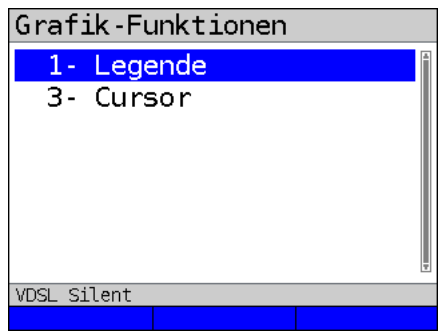 Grafik-Funktionen
1- Legende
3- Cursor
VDSL Silent